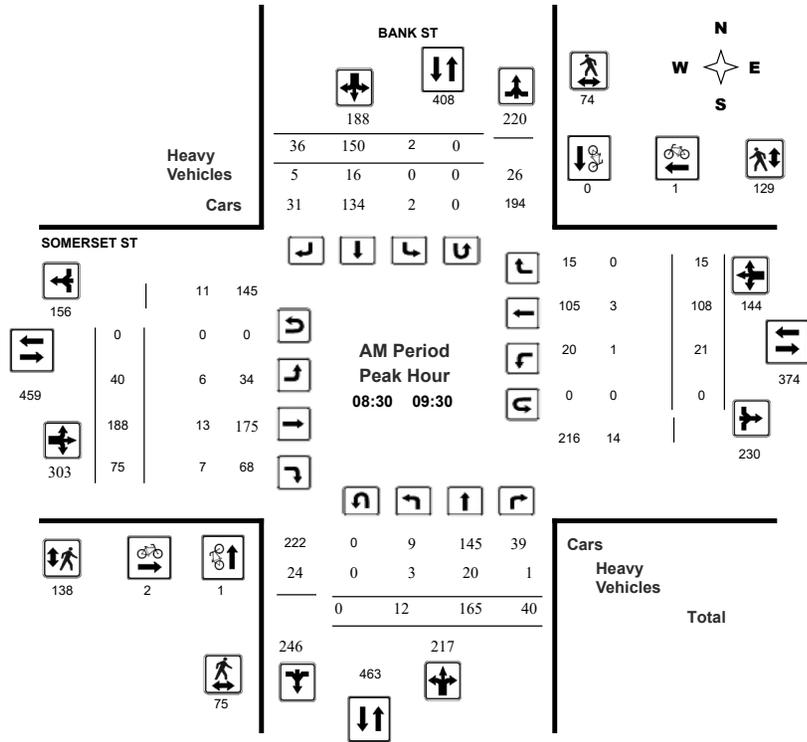 BANK ST
N
W E
S
408
74
188
220
36 150 2 0
Heavy
Vehicles
5 16 0 0 26
0 1 129
Cars
31 134 2 0 194
SOMERSET ST
156
11 145
15 0 15
144
0 0 0
105 3 108
459
40 6 34
AM Period
Peak Hour
08:30 09:30
20 1 21
374
188 13 175
0 0 0
303
75 7 68
216 14
230
222 0 9 145 39
Cars
24 0 3 20 1
Heavy
Vehicles
138 2 1
0 12 165 40
Total
246 217
463
75